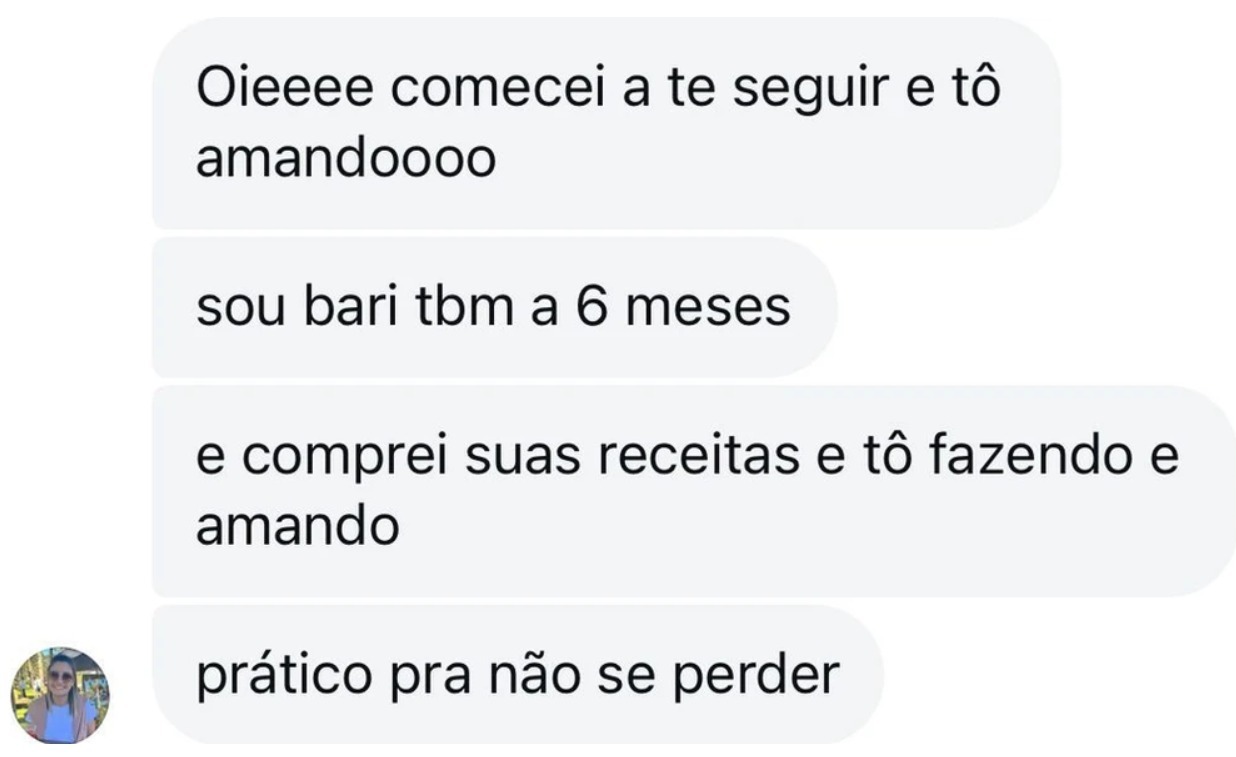 Oieeee comecei a te seguir e tô
amandoooo
sou bari tbm a 6 meses
e comprei suas receitas e tô fazendo e
amando
prático pra não se perder